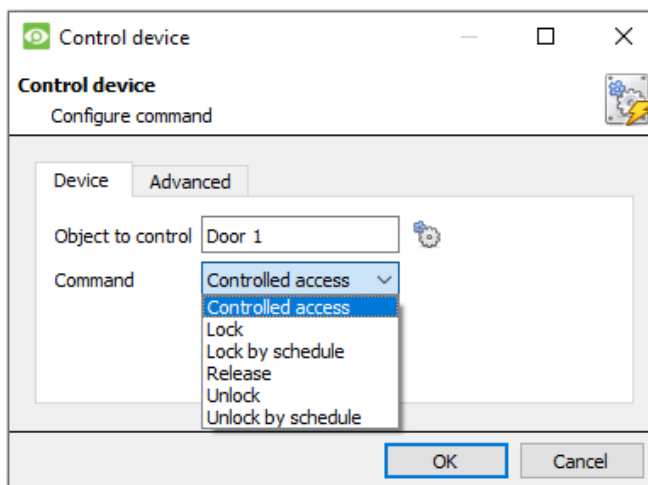 Control device
Control device
Configure command
Device Advanced
Object to control Door 1
Command Controlled access
Controlled access
Lock
Lock by schedule
Release
Unlock
Unlock by schedule
OK Cancel